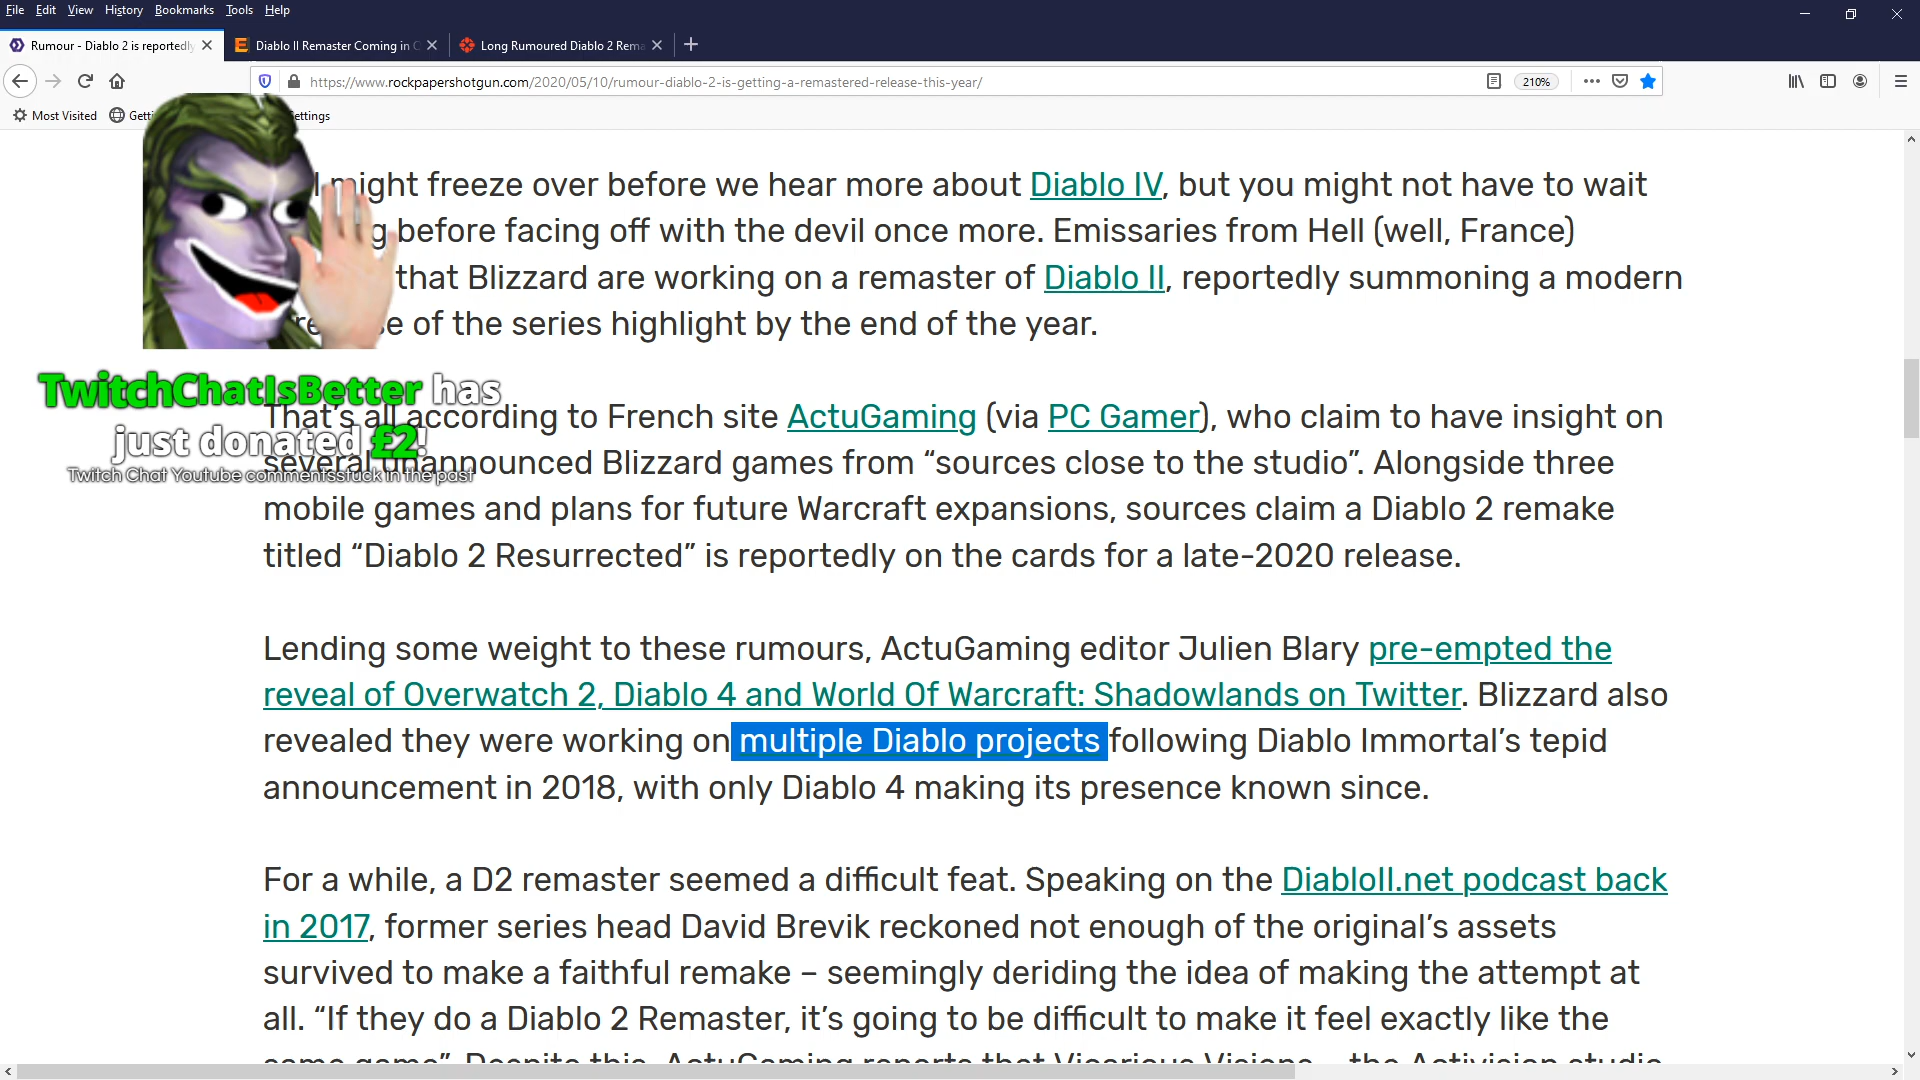 File Edit View History Bookmarks Tools Help
Rumour - Diablo 2 is reportedly
Diablo II Remaster Coming in
Long Rumoured Diablo 2 Rem
https://www.rockpapershotgun.com/2020/05/10/rumour-diablo-2-is-getting-a-remastered-release-this-year/
210%
Most Visited
might freeze over before we hear more about Diablo IV, but you might not have to wait
before facing off with the devil once more. Emissaries from Hell (well, France)
that Blizzard are working on a remaster of Diablo II, reportedly summoning a modern
of the series highlight by the end of the year.
TwitchChatIsBetter has
just donated £2!
Twitch Chat Youtube commentsstuck in the past
That's all according to French site ActuGaming (via PC Gamer), who claim to have insight on
several unannounced Blizzard games from “sources close to the studio”. Alongside three
mobile games and plans for future Warcraft expansions, sources claim a Diablo 2 remake
titled “Diablo 2 Resurrected” is reportedly on the cards for a late-2020 release.
Lending some weight to these rumours, ActuGaming editor Julien Blary pre-empted the
reveal of Overwatch 2, Diablo 4 and World Of Warcraft: Shadowlands on Twitter. Blizzard also
revealed they were working on multiple Diablo projects following Diablo Immortal’s tepid
announcement in 2018, with only Diablo 4 making its presence known since.
For a while, a D2 remaster seemed a difficult feat. Speaking on the DiabloII.net podcast back
in 2017, former series head David Brevik reckoned not enough of the original’s assets
survived to make a faithful remake – seemingly deriding the idea of making the attempt at
all. “If they do a Diablo 2 Remaster, it’s going to be difficult to make it feel exactly like the
same game”. Despite this, ActuGaming reports that Vicarious Visions – the Activision studio